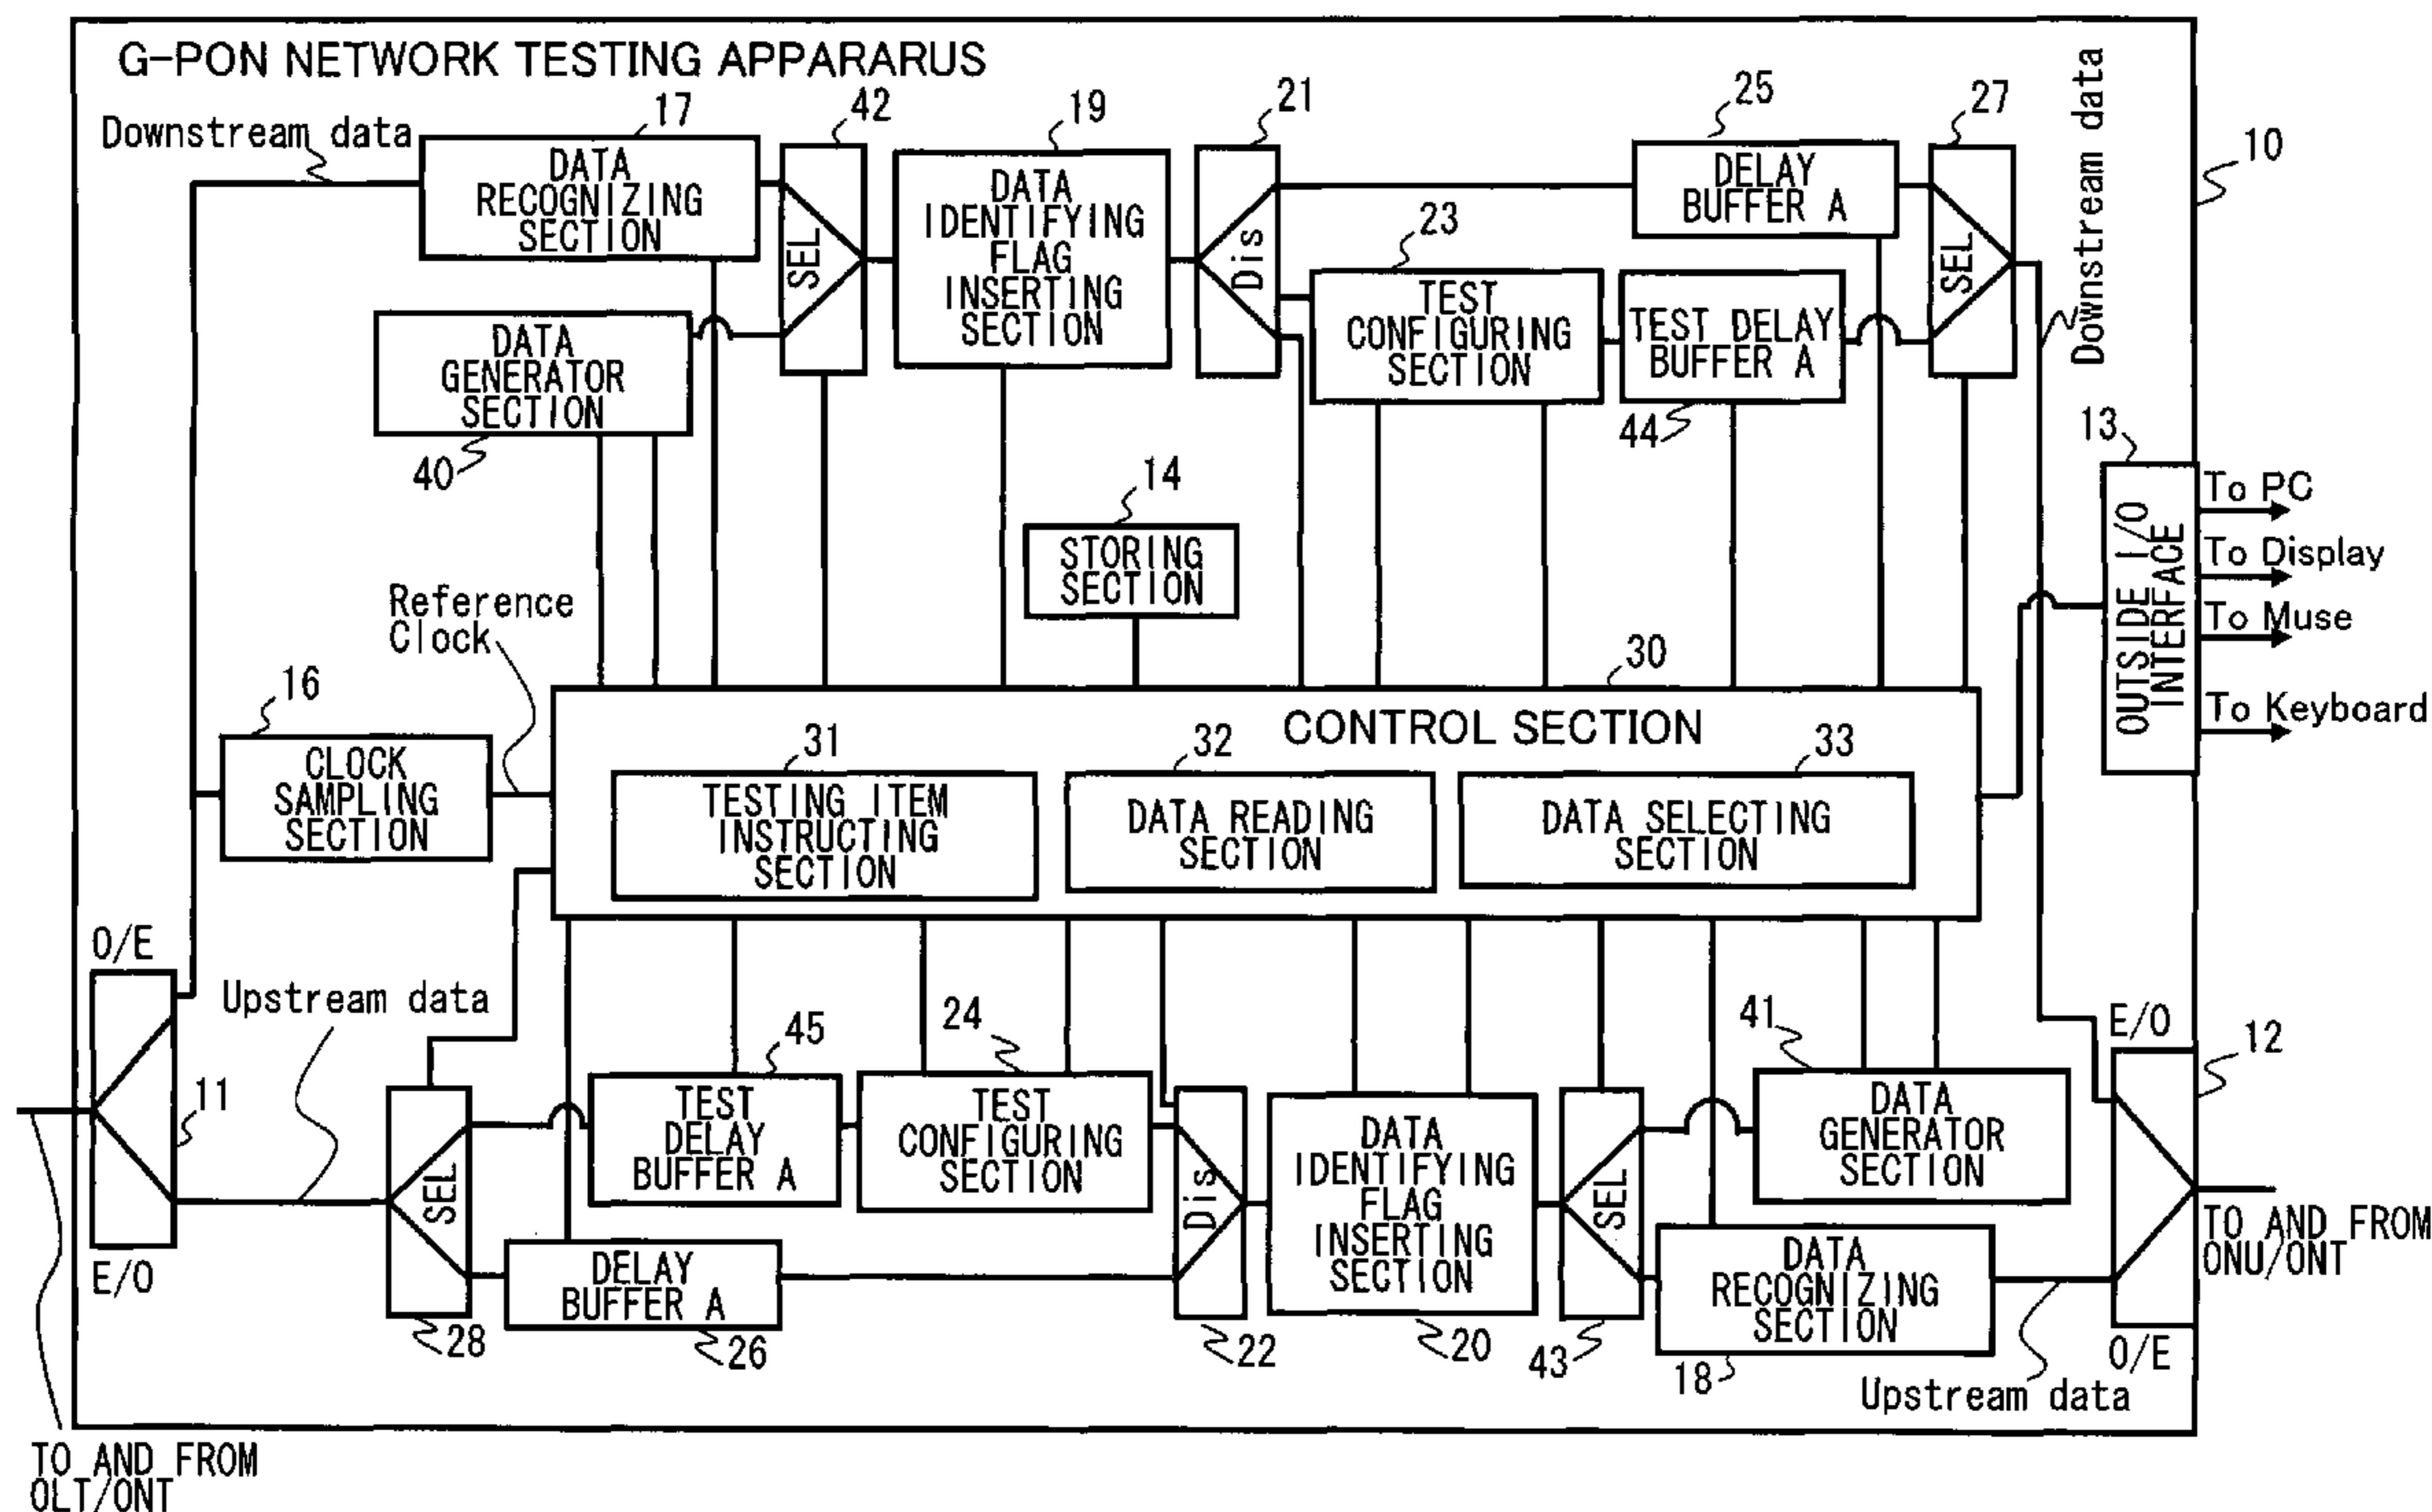 G-PON NETWORK TESTING APPARARUS
Downstream data
17
42
19
21
25
27
Downstream data
10
DATA
RECOGNIZING
SECTION
SEL
DATA
IDENTIFYING
FLAG
INSERTING
SECTION
Dis
23
DELAY
BUFFER A
SEL
DATA
GENERATOR
SECTION
40
TEST
CONFIGURING
SECTION
TEST DELAY
BUFFER A
44
13
14
STORING
SECTION
OUTSIDE I/O
INTERFACE
To PC
To Display
To Muse
To Keyboard
Reference
Clock
16
CLOCK
SAMPLING
SECTION
30
CONTROL SECTION
31
TESTING ITEM
INSTRUCTING
SECTION
32
DATA READING
SECTION
33
DATA SELECTING
SECTION
O/E
11
E/O
Upstream data
45
24
41
E/O
12
SEL
TEST
DELAY
BUFFER A
TEST
CONFIGURING
SECTION
Dis
DATA
IDENTIFYING
FLAG
INSERTING
SECTION
SEL
DATA
GENERATOR
SECTION
DELAY
BUFFER A
DATA
RECOGNIZING
SECTION
TO AND FROM
ONU/ONT
28
26
22
20
43
18
O/E
Upstream data
TO AND FROM
OLT/ONT